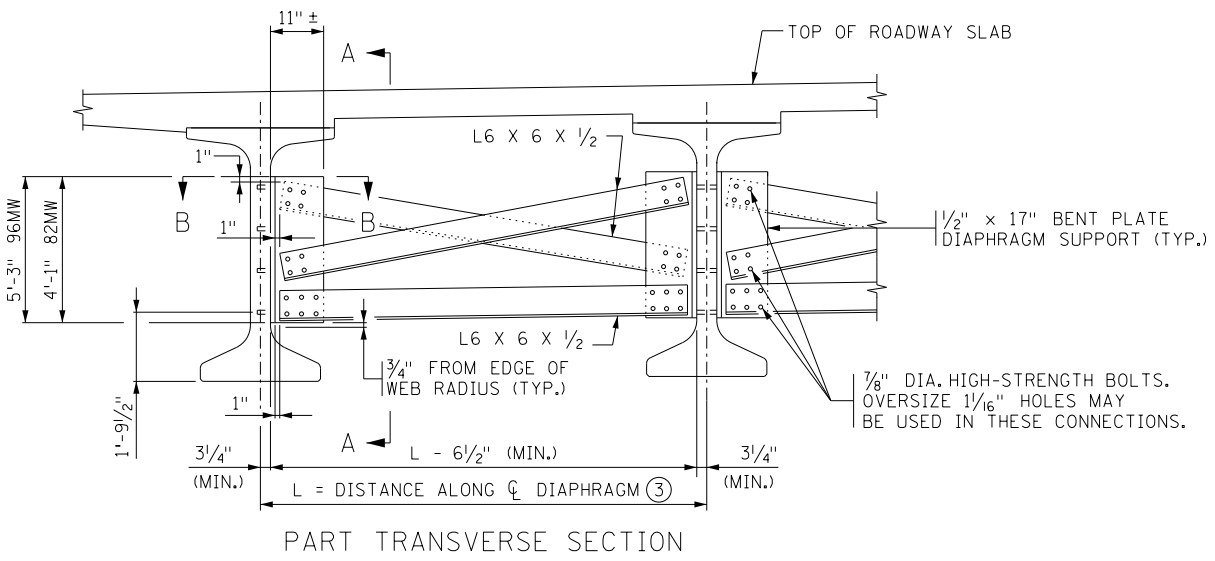 11" ±
A
TOP OF ROADWAY SLAB
L6 X 6 X 1/2
1"
B
B
1"
1/2" x 17" BENT PLATE
DIAPHRAGM SUPPORT (TYP.)
5'-3" 96MW
4'-1" 82MW
L6 X 6 X 1/2
3/4" FROM EDGE OF
WEB RADIUS (TYP.)
7/8" DIA. HIGH-STRENGTH BOLTS.
OVERSIZE 1 1/16" HOLES MAY
BE USED IN THESE CONNECTIONS.
1'-9 1/2"
1"
A
3 1/4"
(MIN.)
L - 6 1/2" (MIN.)
3 1/4"
(MIN.)
L = DISTANCE ALONG ℄ DIAPHRAGM ③
PART TRANSVERSE SECTION